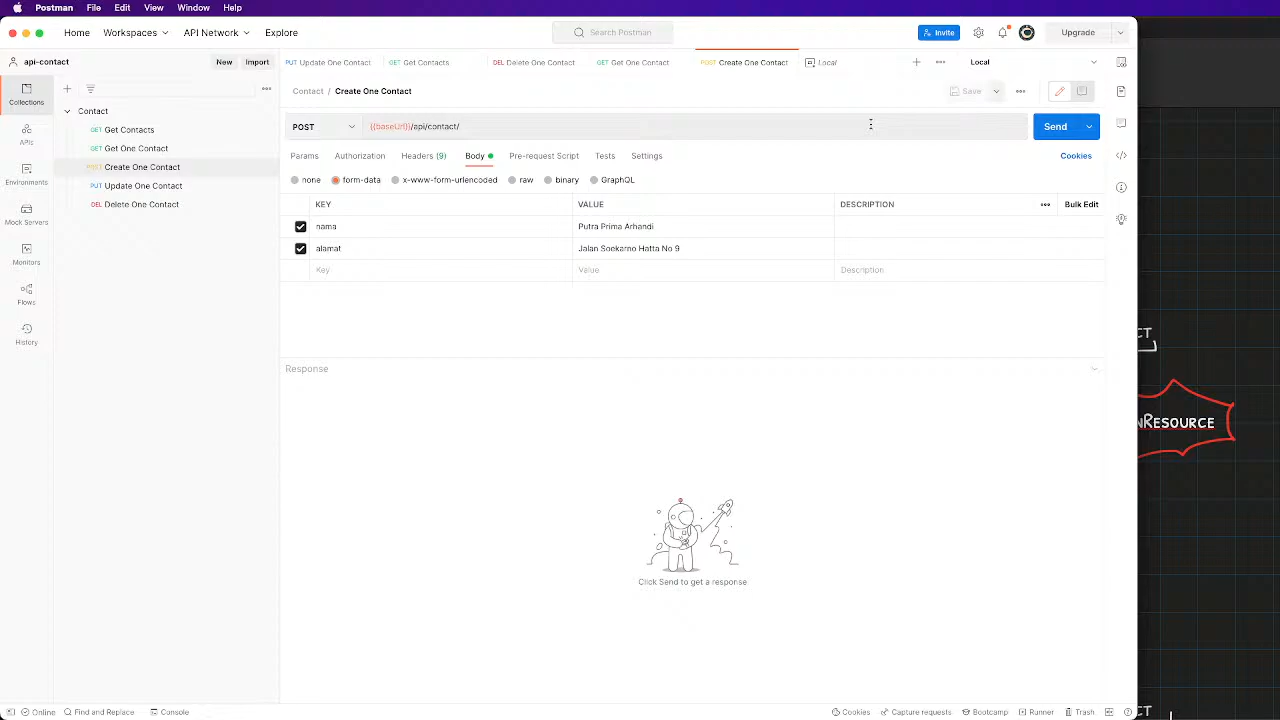 Postman File Edit View Window Help
Home Workspaces API Network Explore
Search Postman
Invite
Upgrade
api-contact
New Import
PUT Update One Contact
GET Get Contacts
DEL Delete One Contact
GET Get One Contact
POST Create One Contact
Local
Local
Collections
APIs
Environments
Mock Servers
Monitors
Flows
History
Contact
GET Get Contacts
GET Get One Contact
POST Create One Contact
PUT Update One Contact
DEL Delete One Contact
Contact / Create One Contact
Save
POST
{{baseUrl}}/api/contact/
Send
Params Authorization Headers (9) Body Pre-request Script Tests Settings
Cookies
none form-data x-www-form-urlencoded raw binary GraphQL
KEY VALUE DESCRIPTION
Bulk Edit
nama Putra Prima Arhandi
alamat Jalan Soekarno Hatta No 9
Key Value Description
Response
Click Send to get a response
Online Find and Replace Console
Cookies Capture requests Bootcamp Runner Trash
CT
NRESOURCE
CT